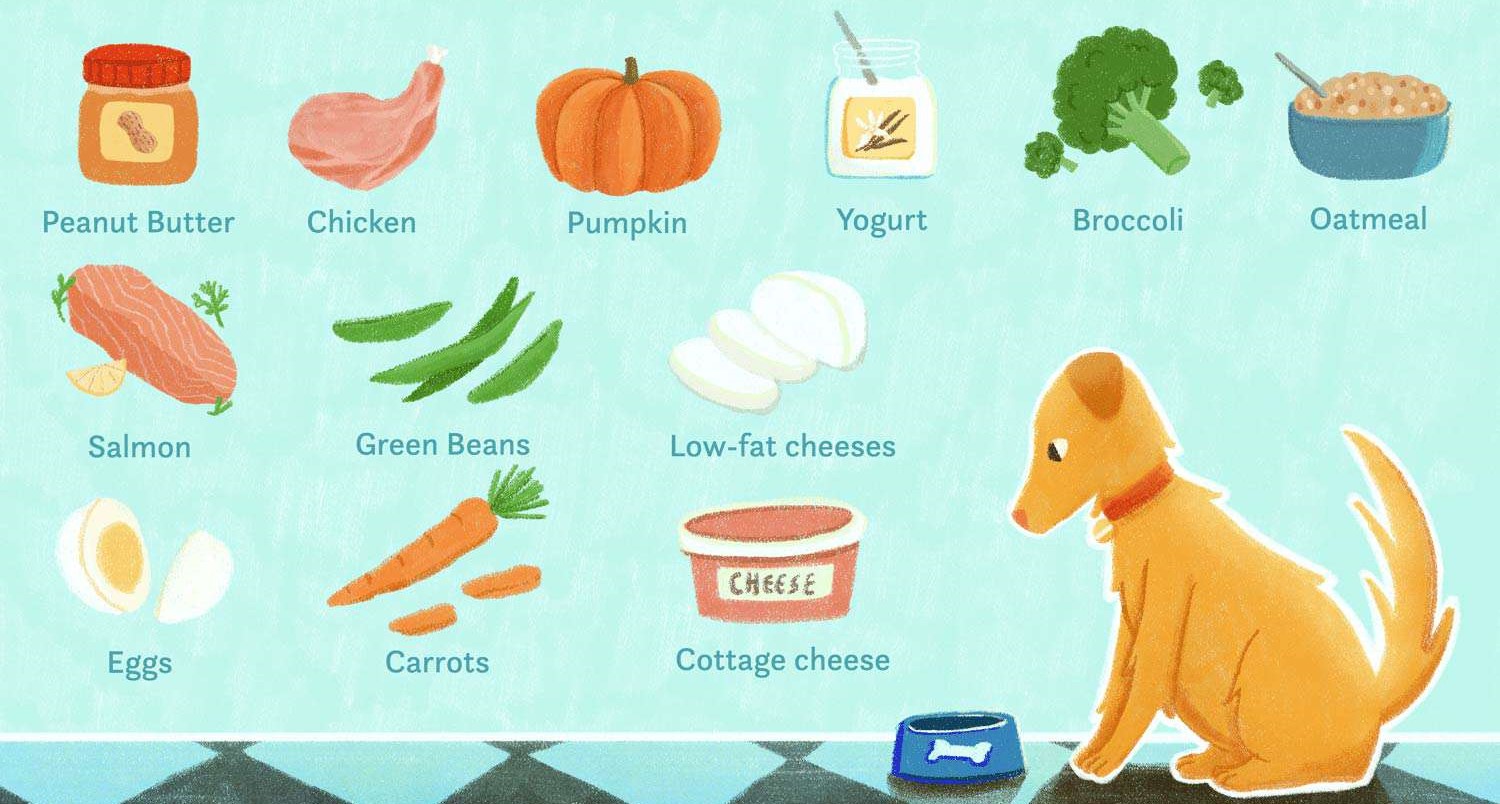 Peanut Butter
Chicken
Pumpkin
Yogurt
Broccoli
Oatmeal
Salmon
Green Beans
Low-fat cheeses
Eggs
Carrots
CHEESE
Cottage cheese